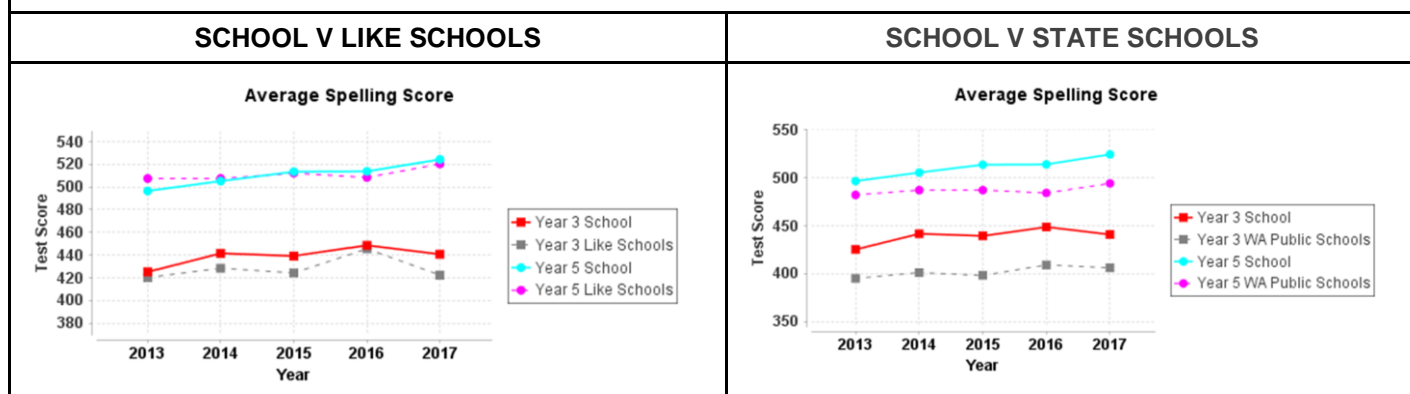 SCHOOL V LIKE SCHOOLS
SCHOOL V STATE SCHOOLS
Average Spelling Score
540
520
500
480
460
440
420
400
380
Test Score
2013 2014 2015 2016 2017
Year
Year 3 School
Year 3 Like Schools
Year 5 School
Year 5 Like Schools
Average Spelling Score
550
500
450
400
350
Test Score
2013 2014 2015 2016 2017
Year
Year 3 School
Year 3 WA Public Schools
Year 5 School
Year 5 WA Public Schools